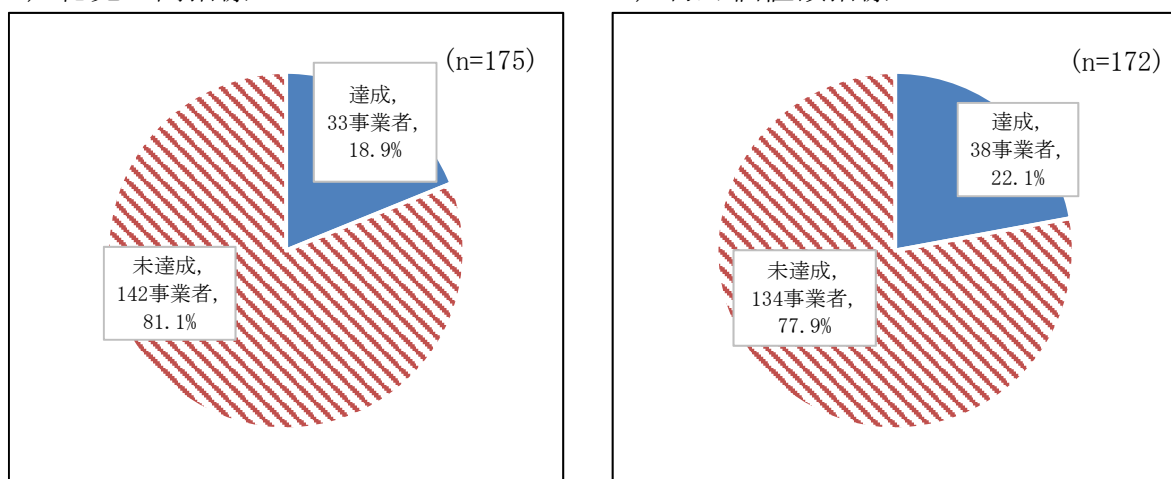 (n=175)
達成,
33事業者,
18.9%
未達成,
142事業者,
81.1%
(n=172)
達成,
38事業者,
22.1%
未達成,
134事業者,
77.9%